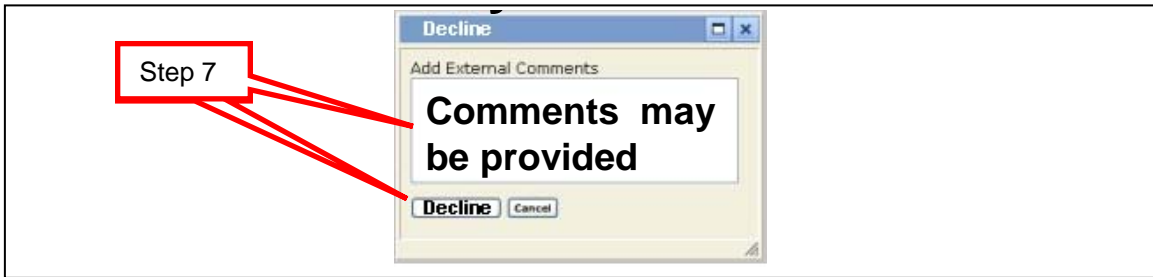 Decline
Step 7
Add External Comments
Comments may
be provided
Decline Cancel